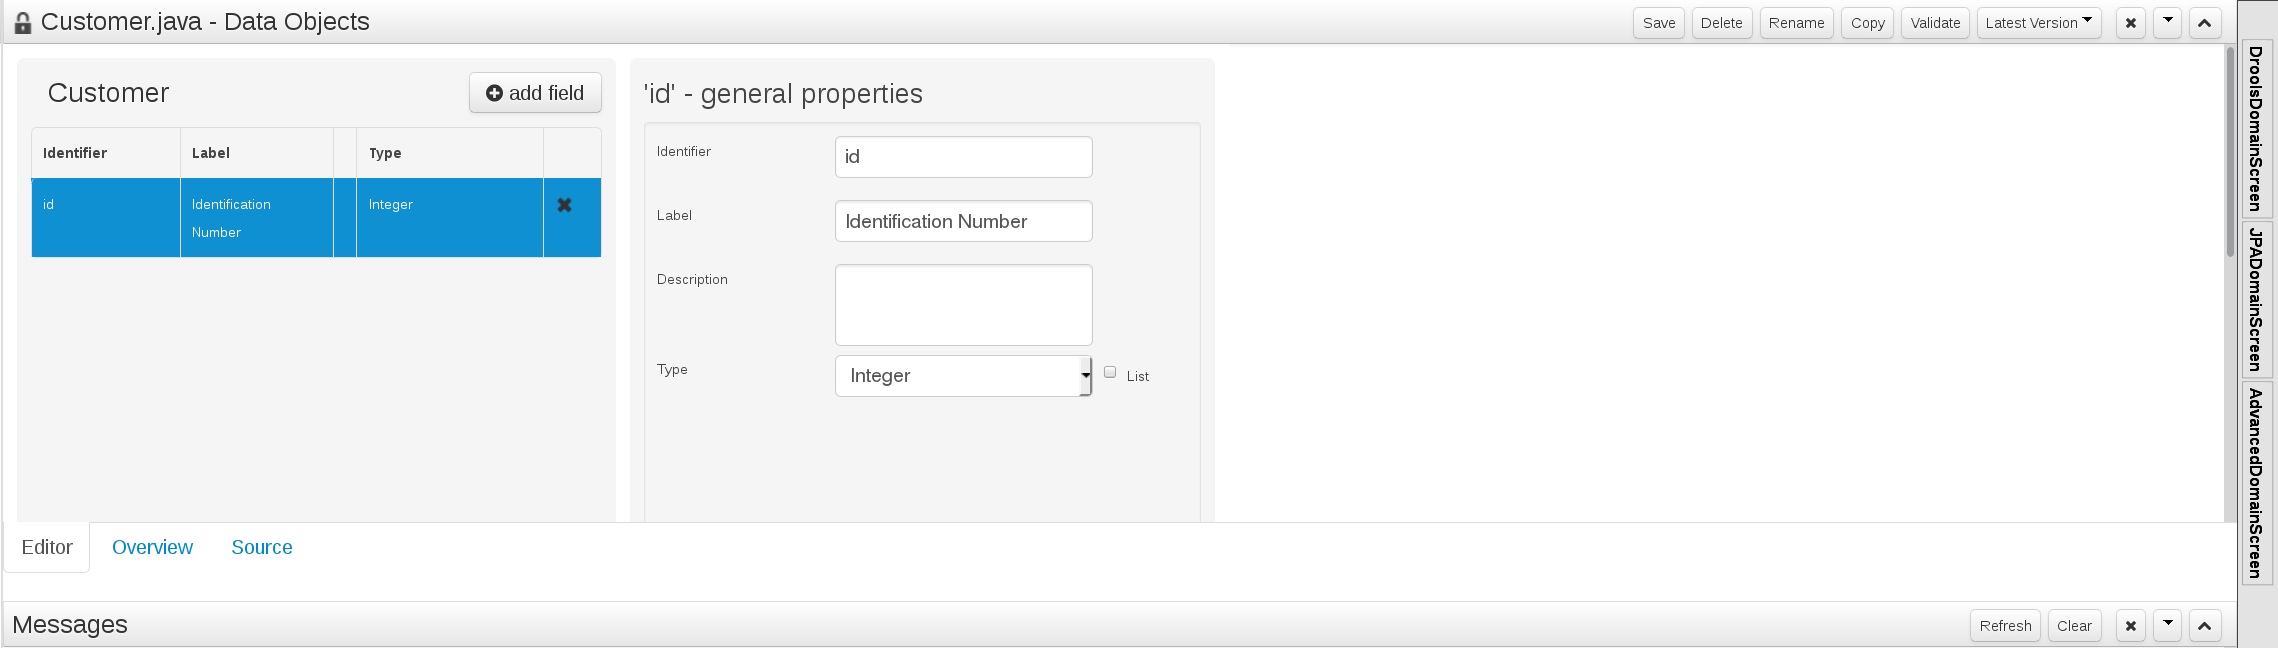 Customer.java - Data Objects
Save Delete Rename Copy Validate Latest Version
Customer
add field
Identifier Label Type
id Identification Number Integer
'id' - general properties
Identifier id
Label Identification Number
Description
Type Integer List
Editor Overview Source
Messages
Refresh Clear
DroolsDomainScreen
JPADomainScreen
AdvancedDomainScreen